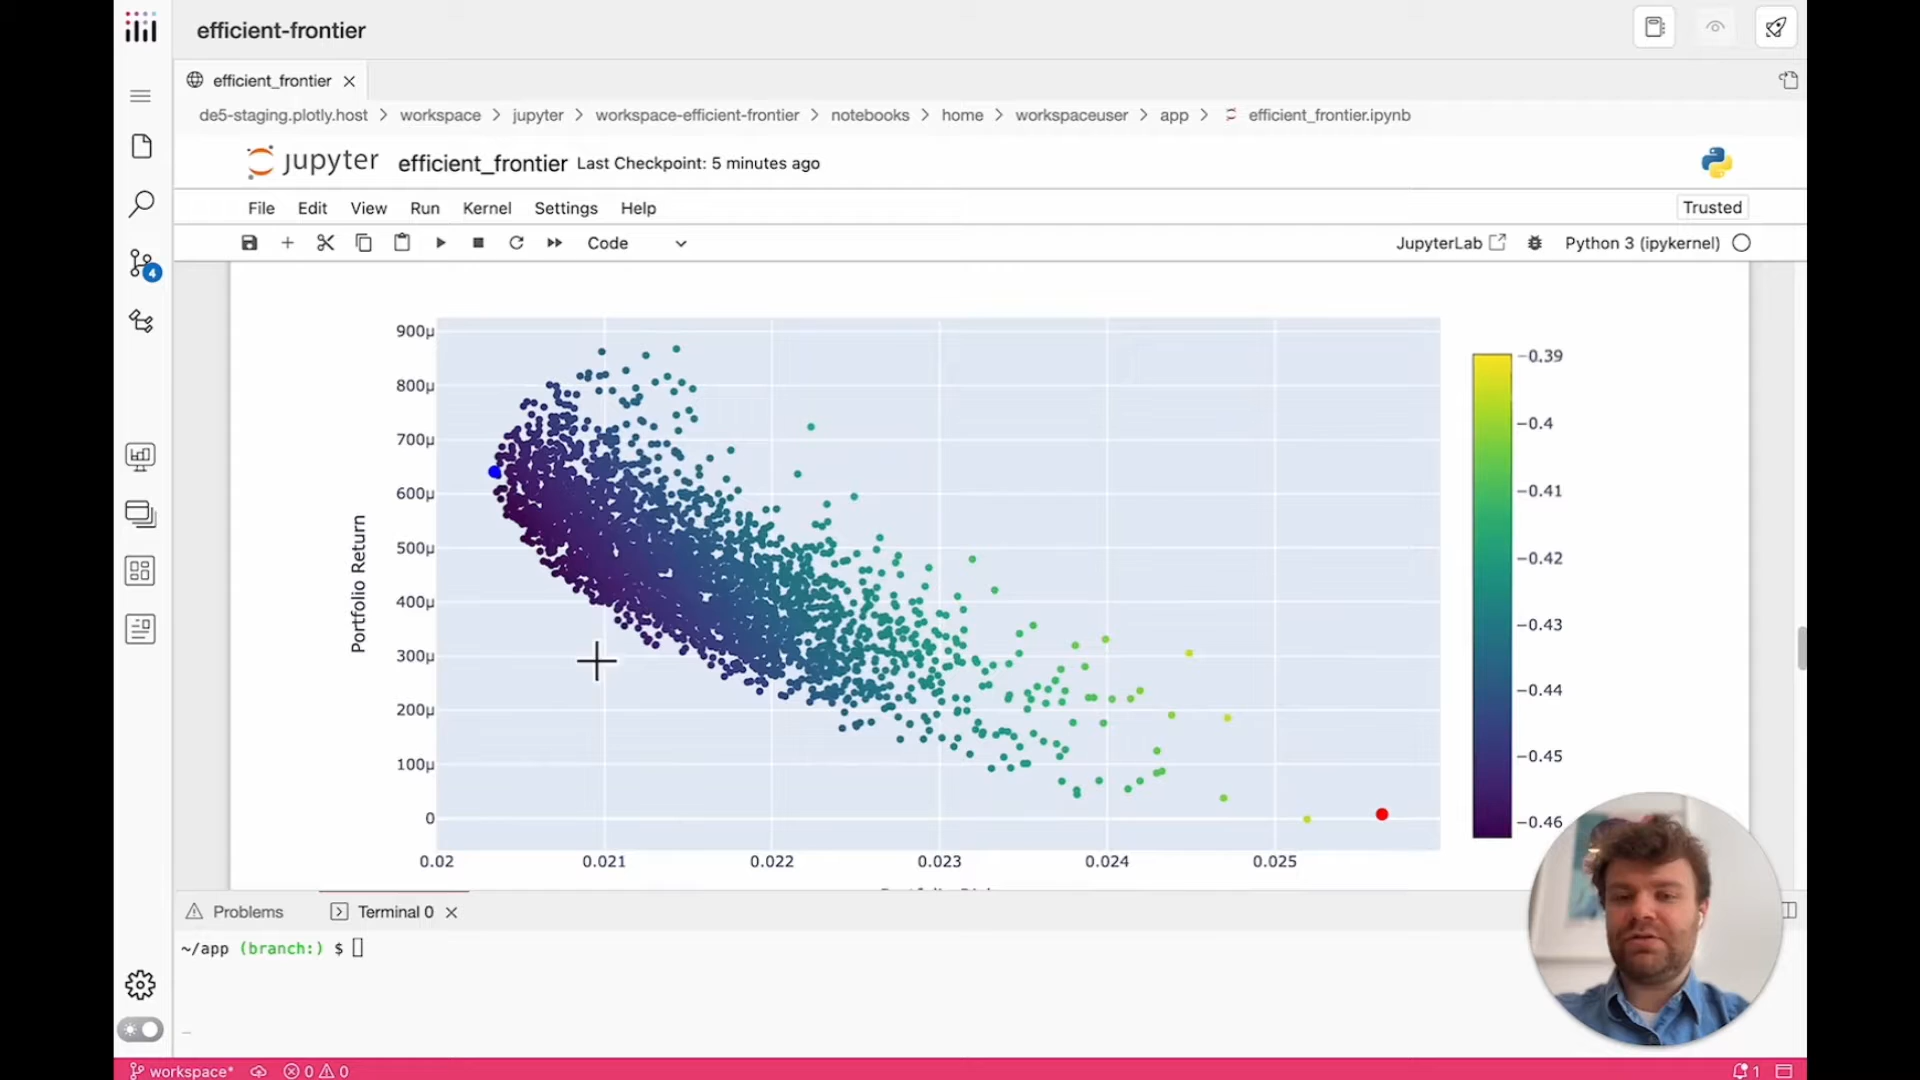 efficient-frontier
efficient_frontier
de5-staging.plotly.host > workspace > jupyter > workspace-efficient-frontier > notebooks > home > workspaceuser > app > efficient_frontier.ipynb
jupyter efficient_frontier Last Checkpoint: 5 minutes ago
File Edit View Run Kernel Settings Help Trusted
Code JupyterLab Python 3 (ipykernel)
4
900μ
800μ
700μ
600μ
500μ
400μ
300μ
200μ
100μ
0
Portfolio Return
0.02 0.021 0.022 0.023 0.024 0.025
−0.39
−0.4
−0.41
−0.42
−0.43
−0.44
−0.45
−0.46
Problems Terminal 0
~/app (branch:) $
workspace* 0 0 1